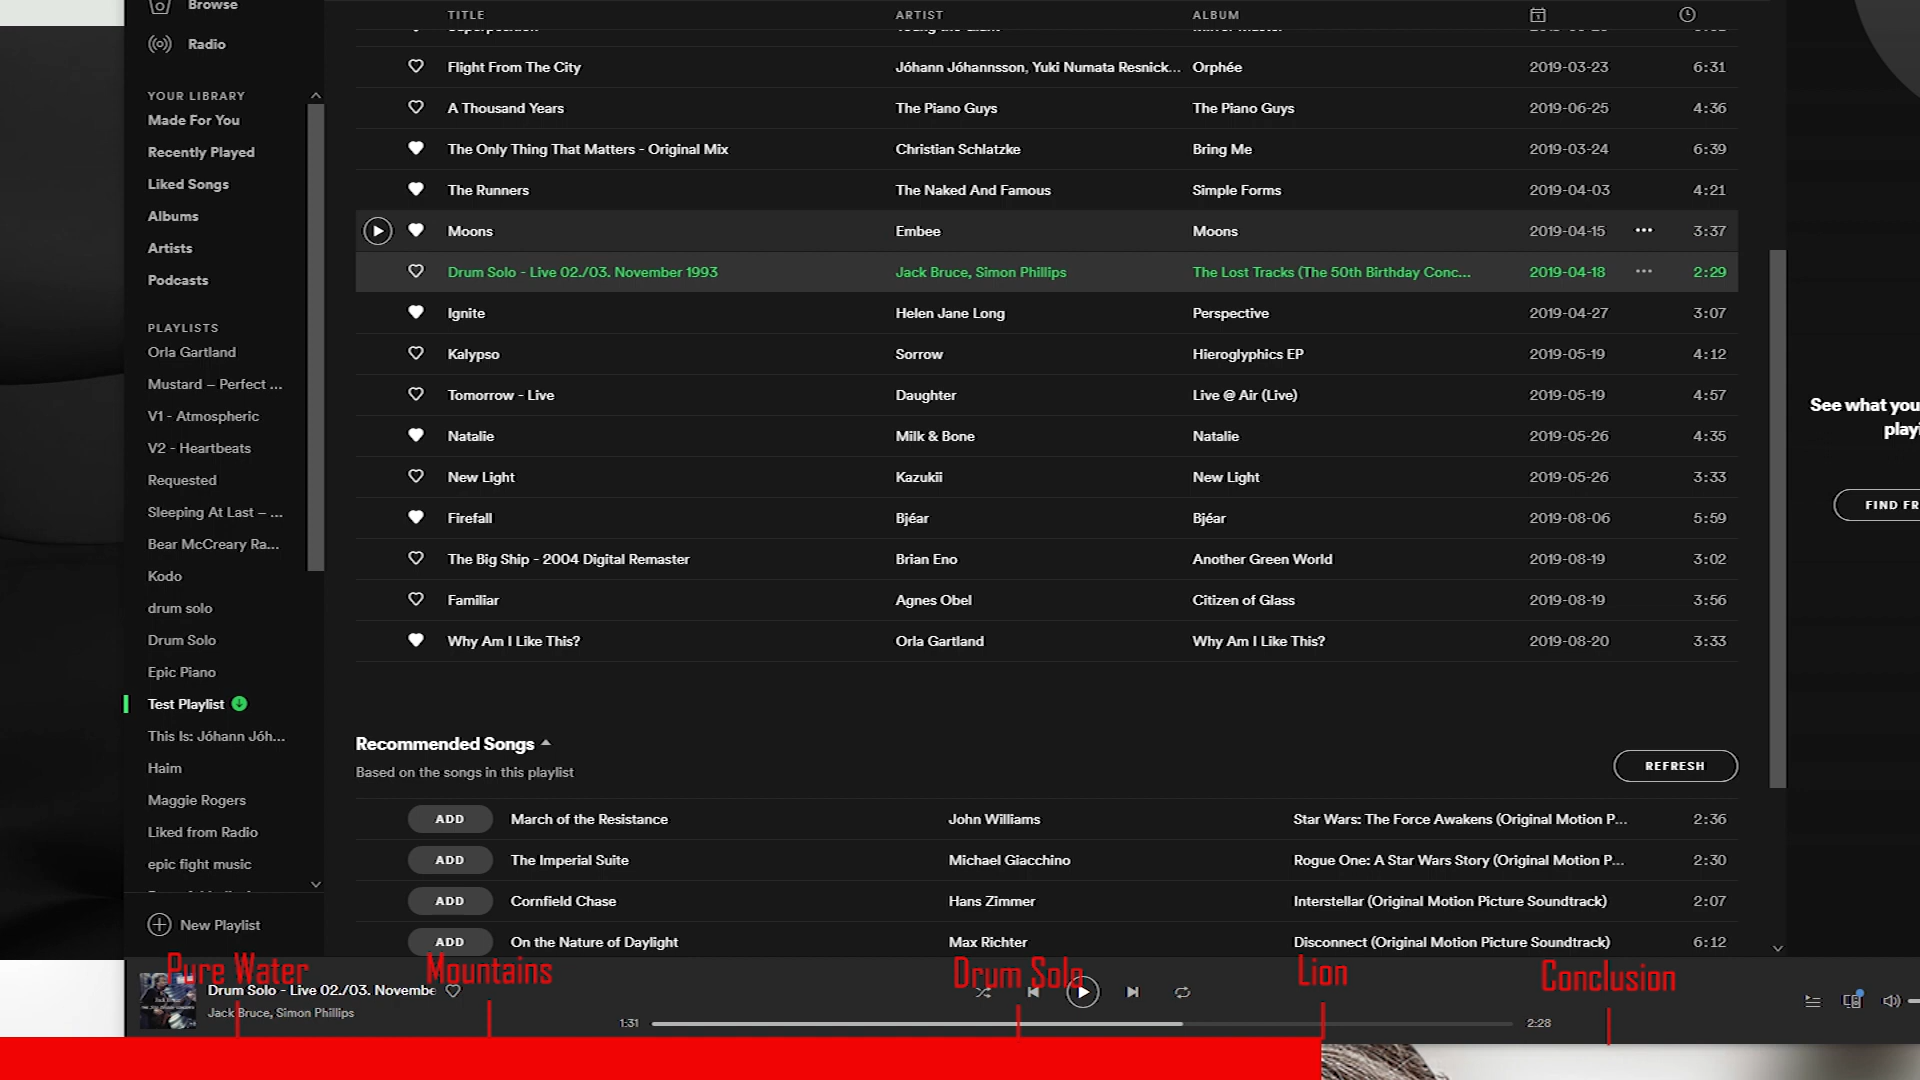 Browse
Radio
YOUR LIBRARY
Made For You
Recently Played
Liked Songs
Albums
Artists
Podcasts
PLAYLISTS
Orla Gartland
Mustard – Perfect ...
V1 - Atmospheric
V2 - Heartbeats
Requested
Sleeping At Last – ...
Bear McCreary Ra...
Kodo
drum solo
Drum Solo
Epic Piano
Test Playlist
This Is: Jóhann Jóh...
Haim
Maggie Rogers
Liked from Radio
epic fight music
New Playlist
TITLE ARTIST ALBUM
Flight From The City Jóhann Jóhannsson, Yuki Numata Resnick... Orphée 2019-03-23 6:31
A Thousand Years The Piano Guys The Piano Guys 2019-06-25 4:36
The Only Thing That Matters - Original Mix Christian Schlatzke Bring Me 2019-03-24 6:39
The Runners The Naked And Famous Simple Forms 2019-04-03 4:21
Moons Embee Moons 2019-04-15 ••• 3:37
Drum Solo - Live 02./03. November 1993 Jack Bruce, Simon Phillips The Lost Tracks (The 50th Birthday Conc... 2019-04-18 ••• 2:29
Ignite Helen Jane Long Perspective 2019-04-27 3:07
Kalypso Sorrow Hieroglyphics EP 2019-05-19 4:12
Tomorrow - Live Daughter Live @ Air (Live) 2019-05-19 4:57
Natalie Milk & Bone Natalie 2019-05-26 4:35
New Light Kazukii New Light 2019-05-26 3:33
Firefall Bjéar Bjéar 2019-08-06 5:59
The Big Ship - 2004 Digital Remaster Brian Eno Another Green World 2019-08-19 3:02
Familiar Agnes Obel Citizen of Glass 2019-08-19 3:56
Why Am I Like This? Orla Gartland Why Am I Like This? 2019-08-20 3:33
Recommended Songs
Based on the songs in this playlist
REFRESH
ADD March of the Resistance John Williams Star Wars: The Force Awakens (Original Motion P... 2:36
ADD The Imperial Suite Michael Giacchino Rogue One: A Star Wars Story (Original Motion P... 2:30
ADD Cornfield Chase Hans Zimmer Interstellar (Original Motion Picture Soundtrack) 2:07
ADD On the Nature of Daylight Max Richter Disconnect (Original Motion Picture Soundtrack) 6:12
See what you
playi
FIND FR
Pure Water Mountains Drum Solo Lion Conclusion
Drum Solo - Live 02./03. Novembe
Jack Bruce, Simon Phillips
1:31 2:28